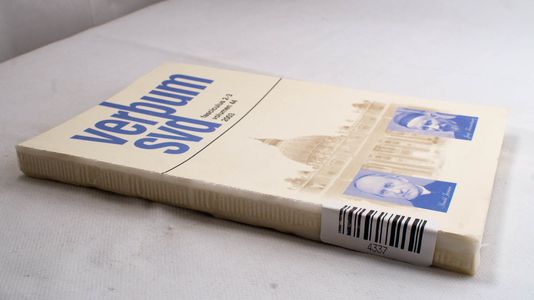 verbum
svd
fasciculus 2-3
volumen 44
2003
4337